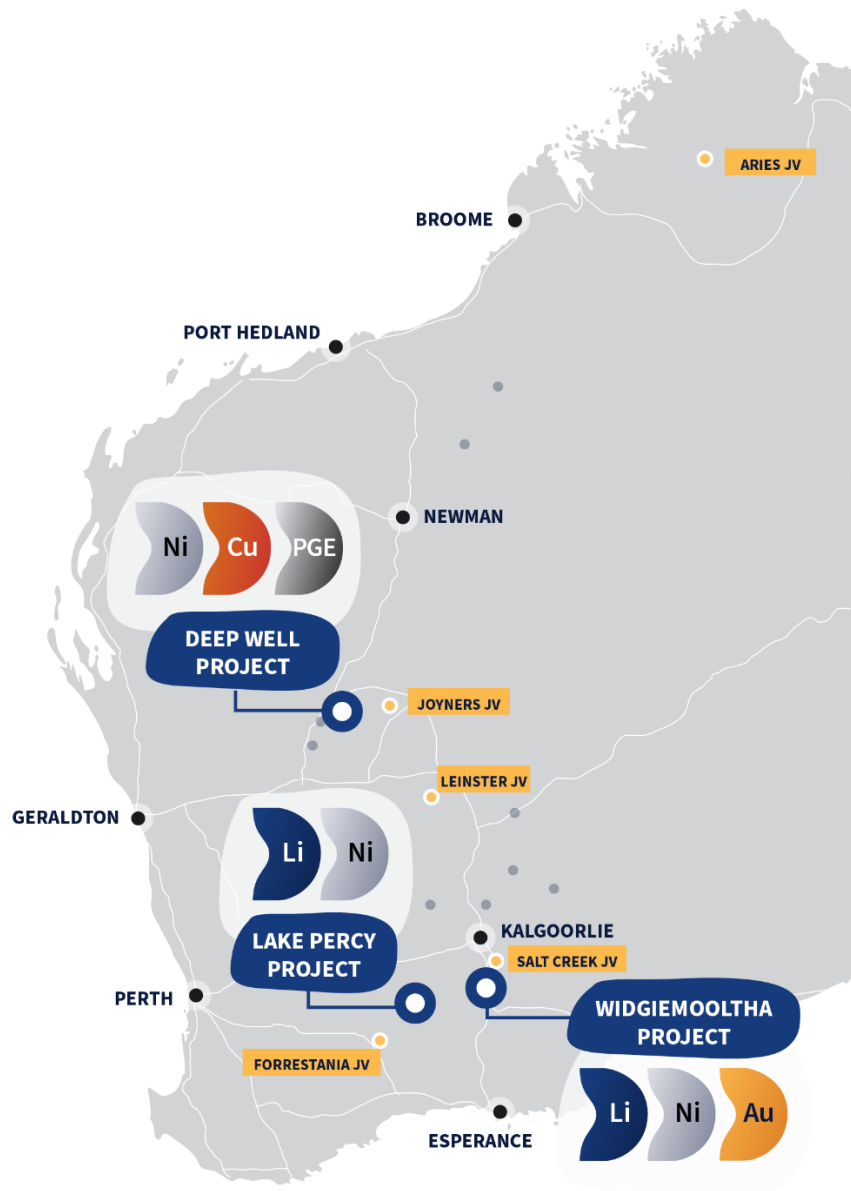 ARIES JV
BROOME
PORT HEDLAND
NEWMAN
Ni
Cu
PGE
DEEP WELL
PROJECT
JOYNERS JV
LEINSTER JV
GERALDTON
Li
Ni
KALGOORLIE
LAKE PERCY
PROJECT
SALT CREEK JV
PERTH
WIDGIEMOOLTHA
PROJECT
FORRESTANIA JV
Li
Ni
Au
ESPERANCE